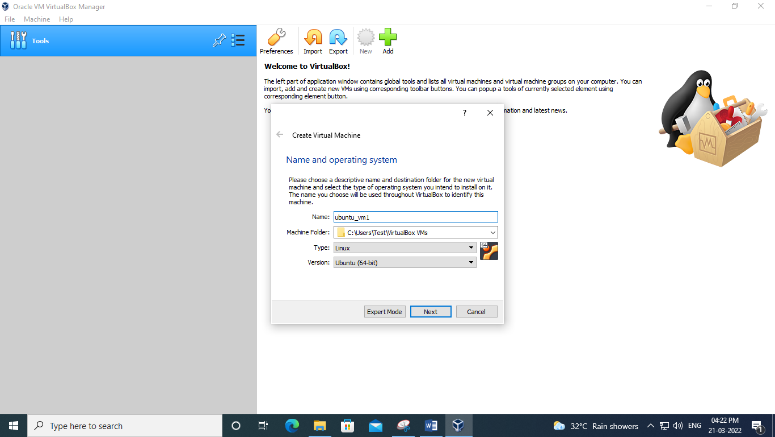 Oracle VM VirtualBox Manager
File Machine Help
Tools
Preferences Import Export New Add
Welcome to VirtualBox!
The left part of application window contains global tools and lists all virtual machines and virtual machine groups on your computer. You can
import, add and create new VMs using corresponding toolbar buttons. You can popup a tools of currently selected element using
corresponding element button.
mation and latest news.
?
Create Virtual Machine
Name and operating system
Please choose a descriptive name and destination folder for the new virtual
machine and select the type of operating system you intend to install on it.
The name you choose will be used throughout VirtualBox to identify this
machine.
Name: ubuntu_vm1
Machine Folder: C:\Users\Test\VirtualBox VMs
Type: Linux
Version: Ubuntu (64-bit)
64
Expert Mode Next Cancel
Type here to search
32°C Rain showers ENG
04:22 PM
21-03-2022
1